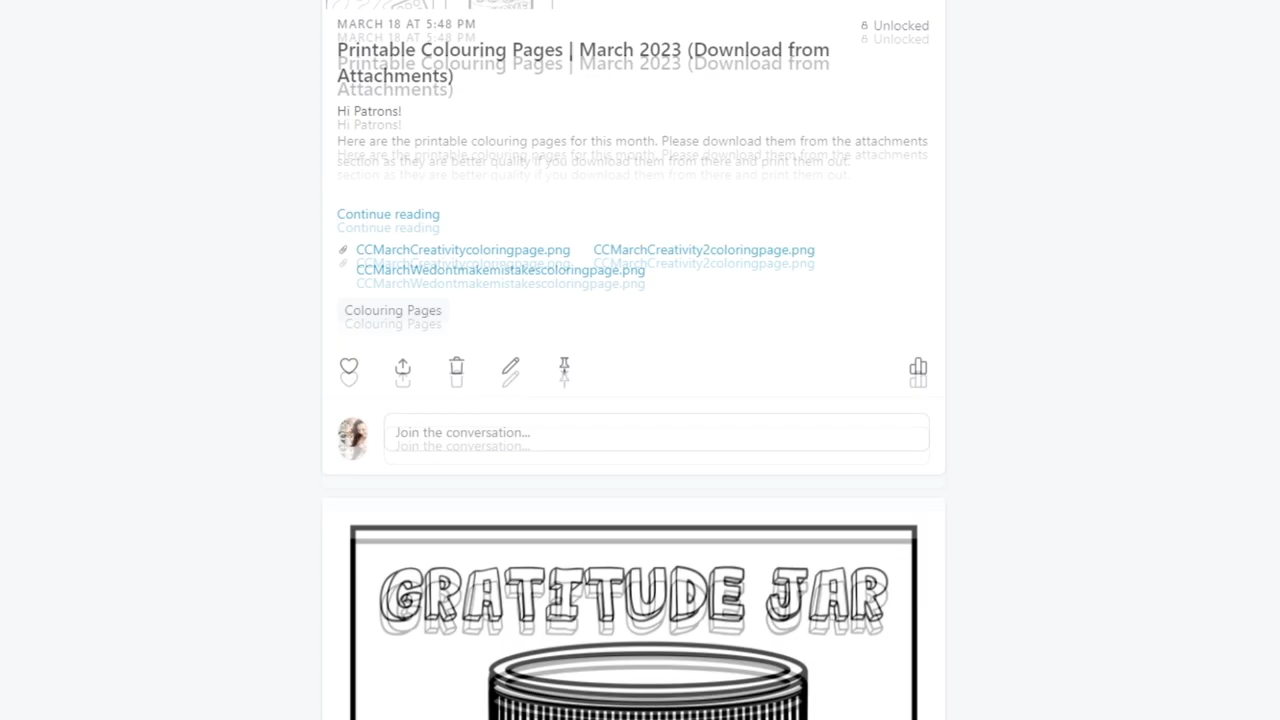 MARCH 18 AT 5:48 PM
Unlocked
Printable Colouring Pages | March 2023 (Download from
Attachments)
Hi Patrons!
Here are the printable colouring pages for this month. Please download them from the attachments
section as they are better quality if you download them from there and print them out.
Continue reading
CCMarchCreativitycoloringpage.png CCMarchCreativity2coloringpage.png
CCMarchWedontmakemistakescoloringpage.png
Colouring Pages
Join the conversation...
GRATITUDE JAR